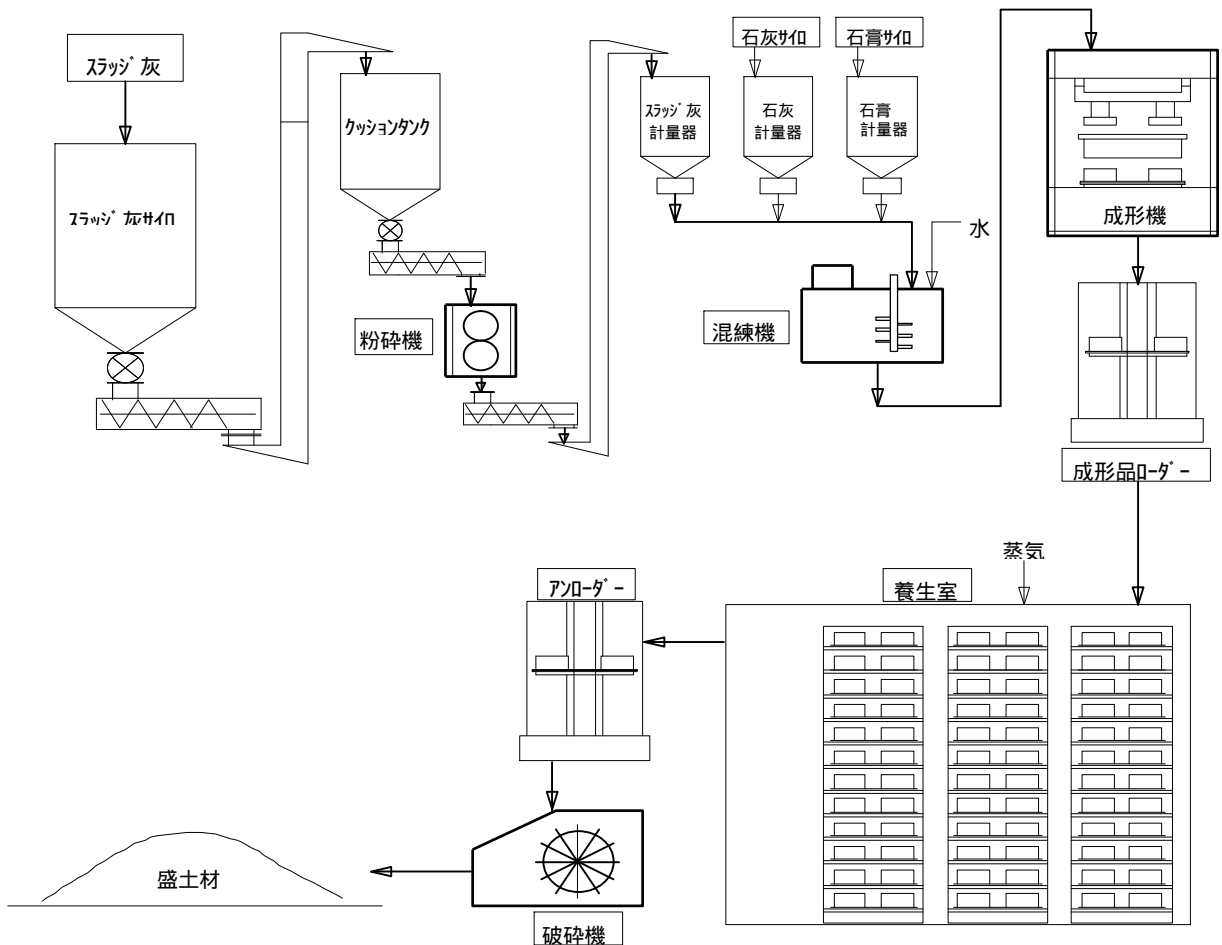 スラッジ灰
スラッジ灰サイロ
クッションタンク
粉砕機
石灰サイロ
石膏サイロ
スラッジ灰
計量器
石灰
計量器
石膏
計量器
水
混練機
成形機
成形品ローダー
蒸気
養生室
アンローダー
破砕機
盛土材